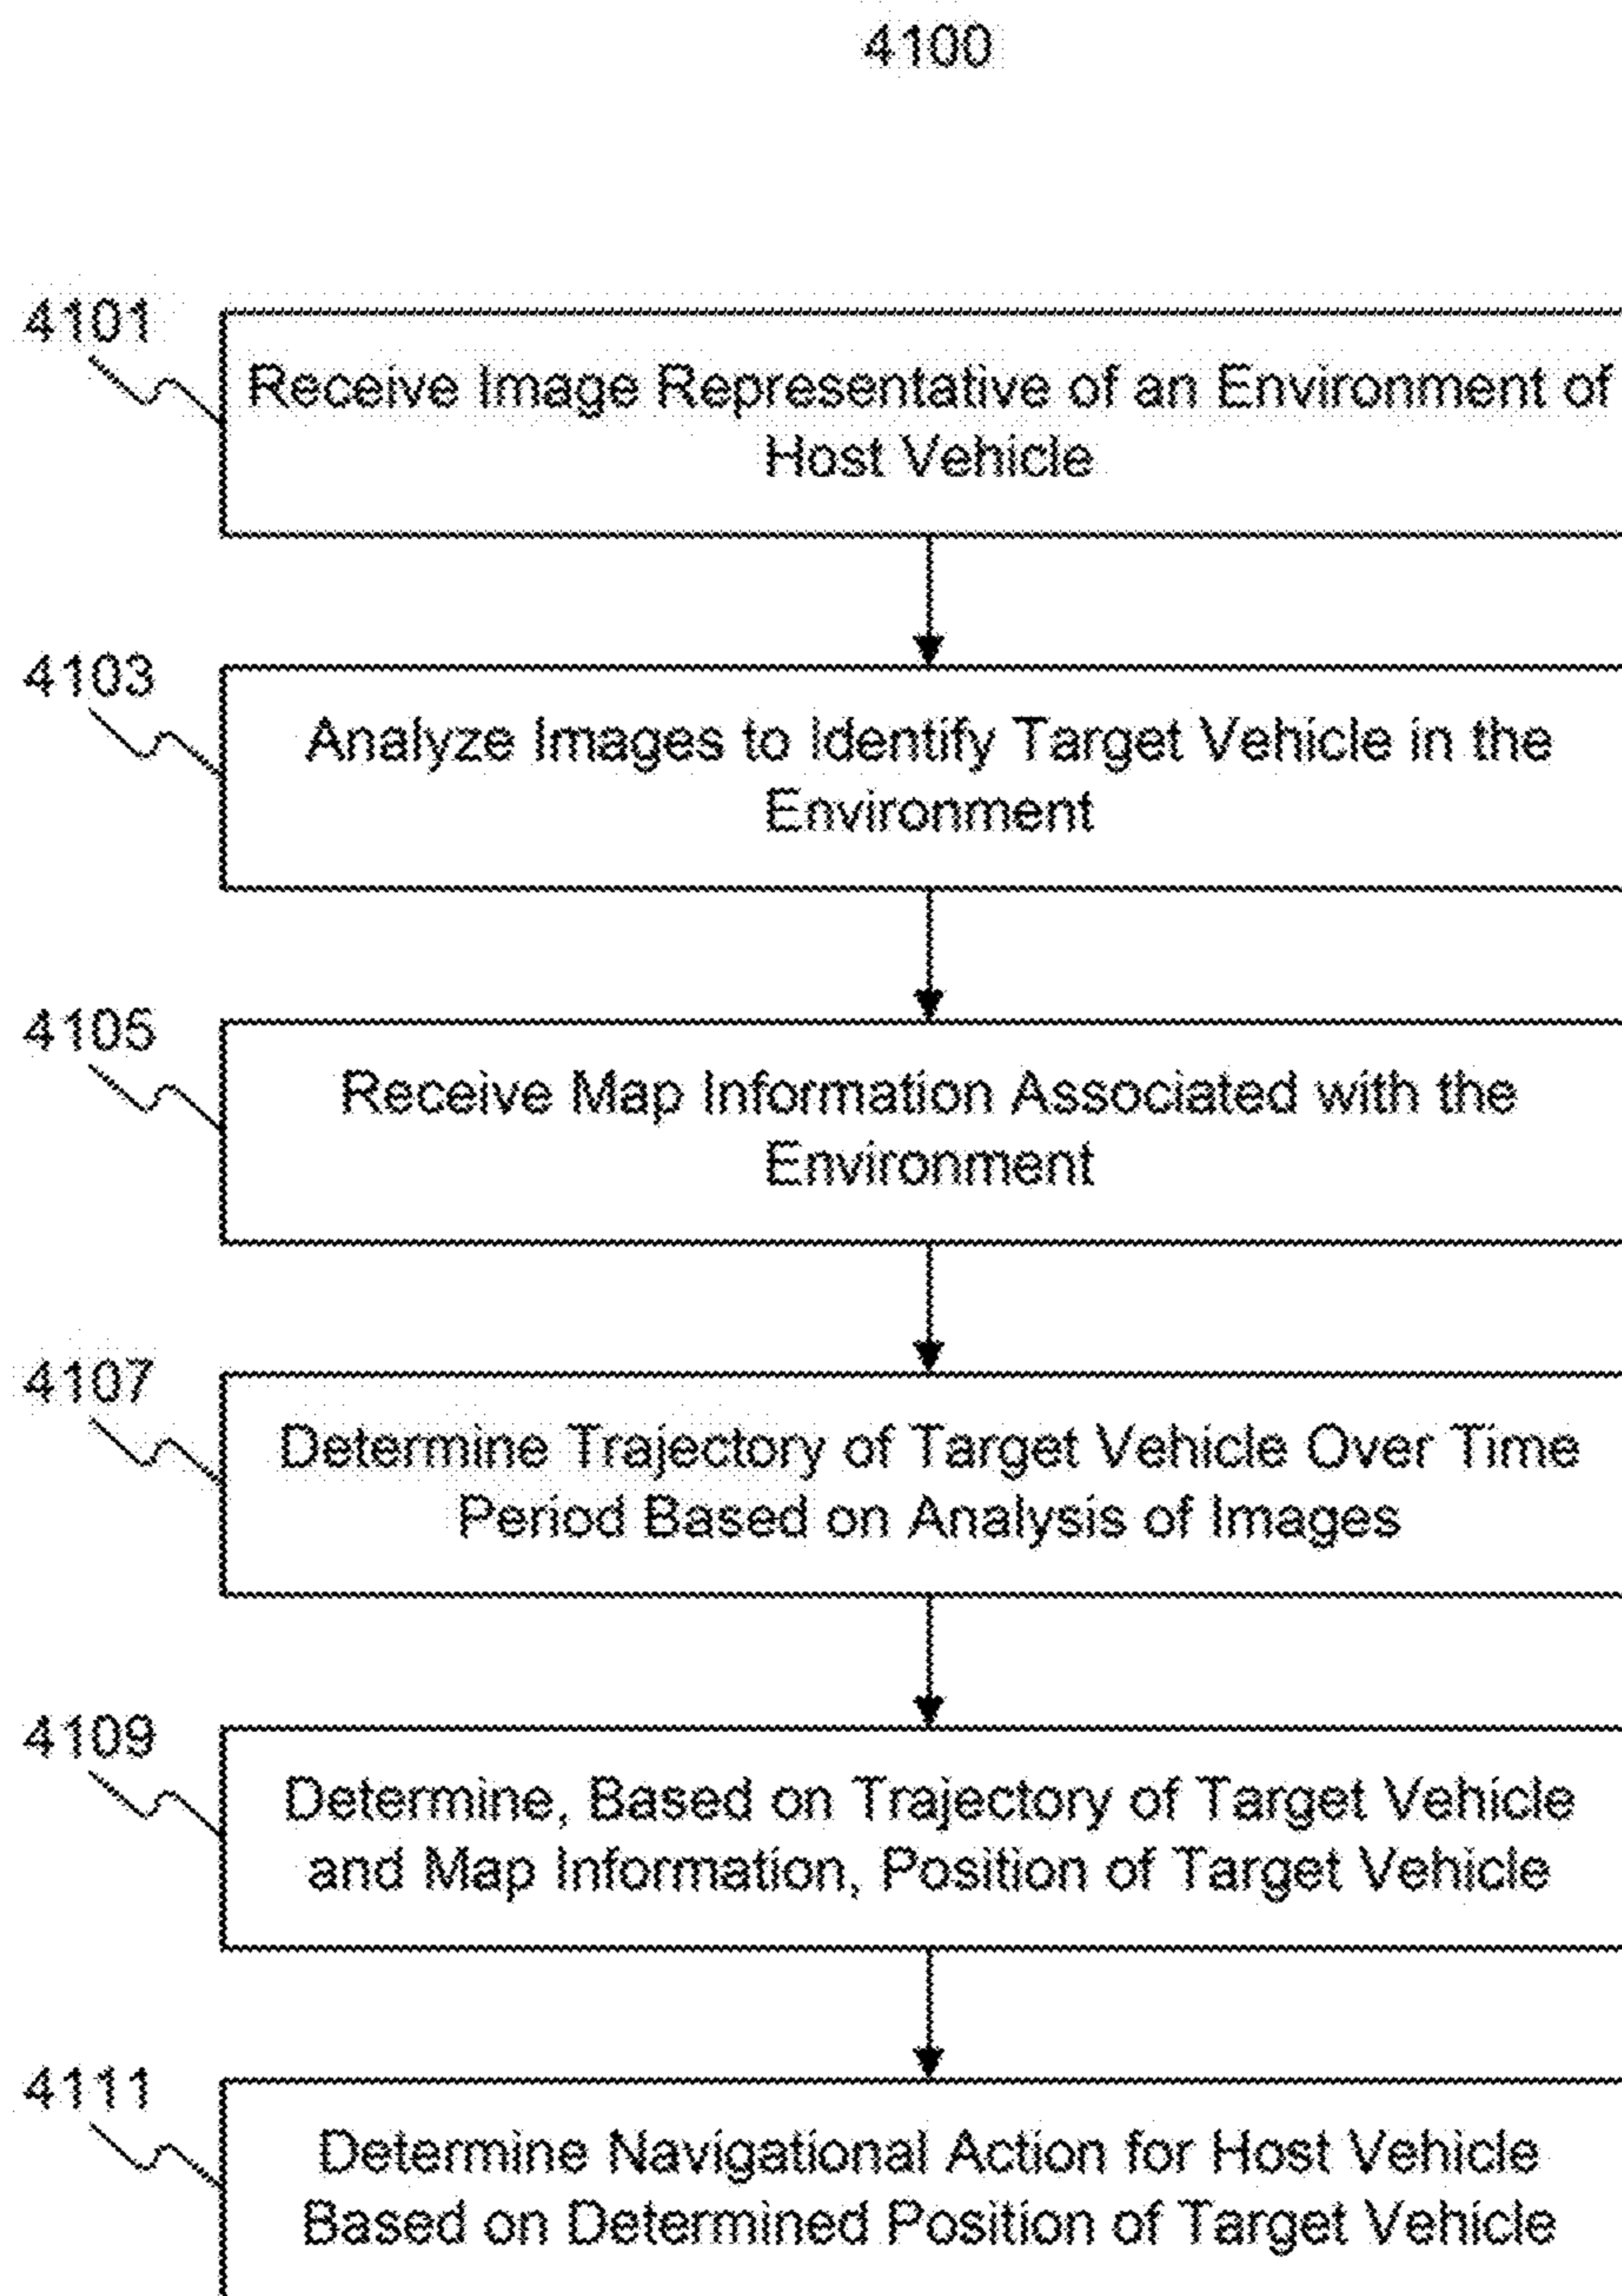 4100
4101
Receive Image Representative of an Environment of
Host Vehicle
4103
Analyze Images to Identify Target Vehicle in the
Environment
4105
Receive Map Information Associated with the
Environment
4107
Determine Trajectory of Target Vehicle Over Time
Period Based on Analysis of Images
4109
Determine, Based on Trajectory of Target Vehicle
and Map Information, Position of Target Vehicle
4111
Determine Navigational Action for Host Vehicle
Based on Determined Position of Target Vehicle